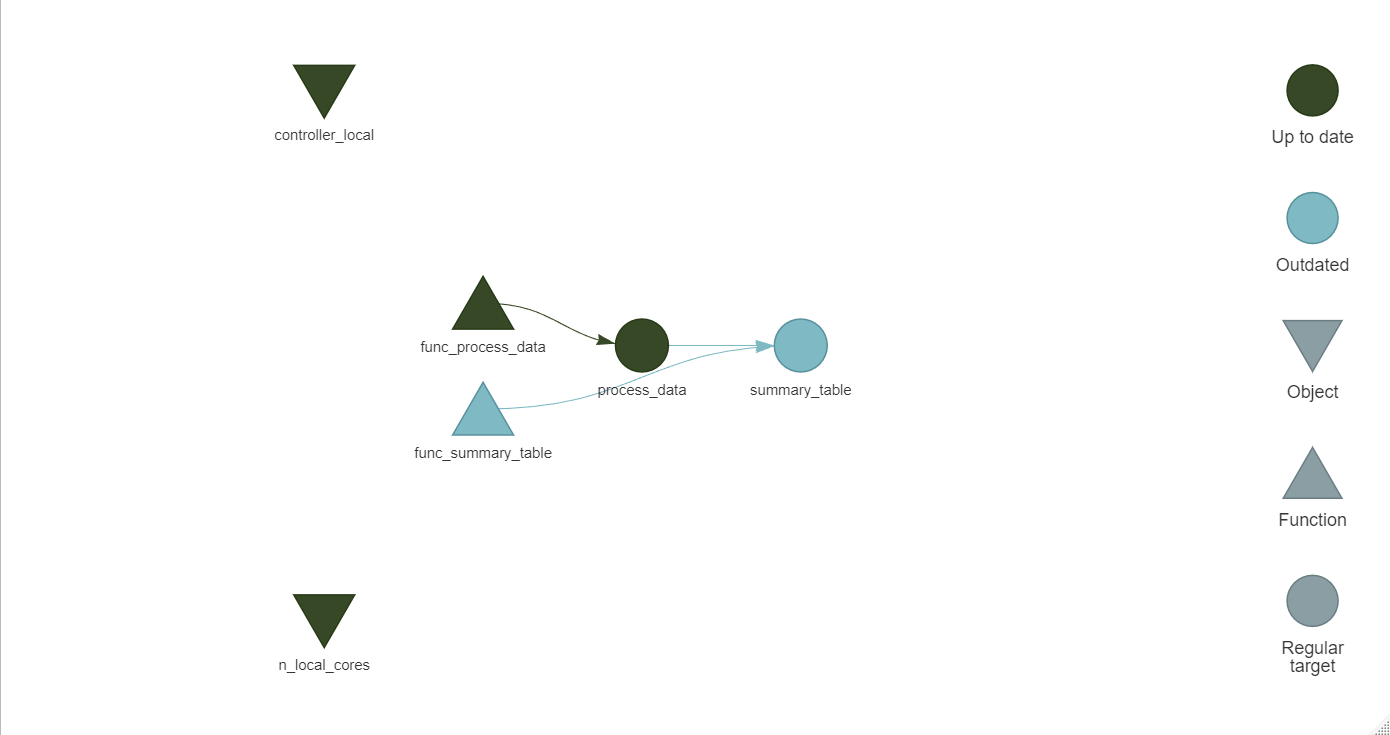 controller_local
func_process_data
process_data
summary_table
func_summary_table
n_local_cores
Up to date
Outdated
Object
Function
Regular
target